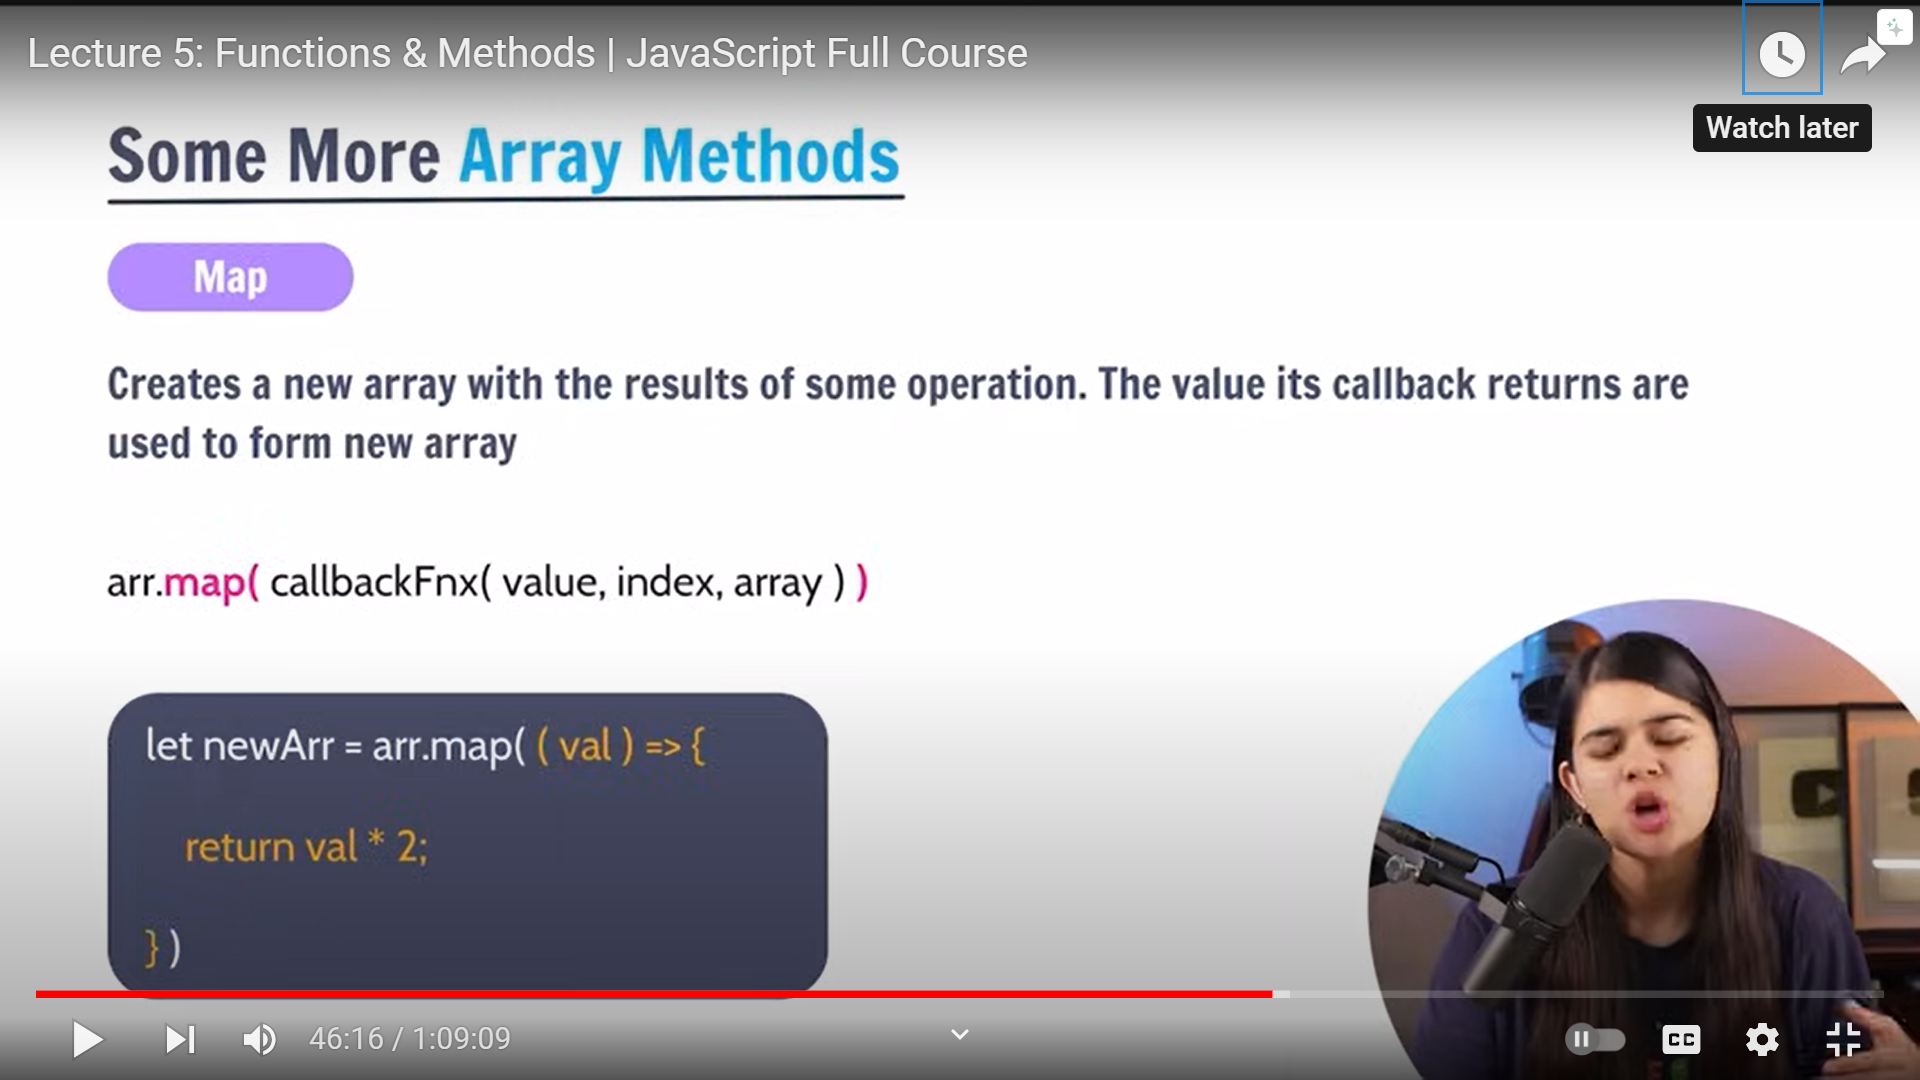 Lecture 5: Functions & Methods | JavaScript Full Course
Watch later
Some More Array Methods
Map
Creates a new array with the results of some operation. The value its callback returns are
used to form new array
arr.map( callbackFnx( value, index, array ) )
let newArr = arr.map( ( val ) => {
return val * 2;
} )
46:16 / 1:09:09
CC